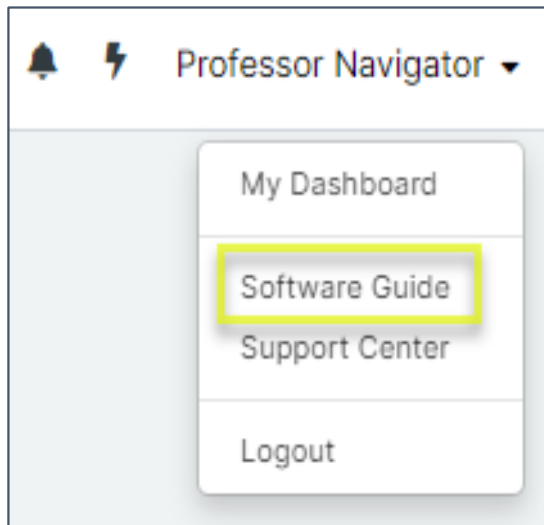 Professor Navigator
My Dashboard
Software Guide
Support Center
Logout